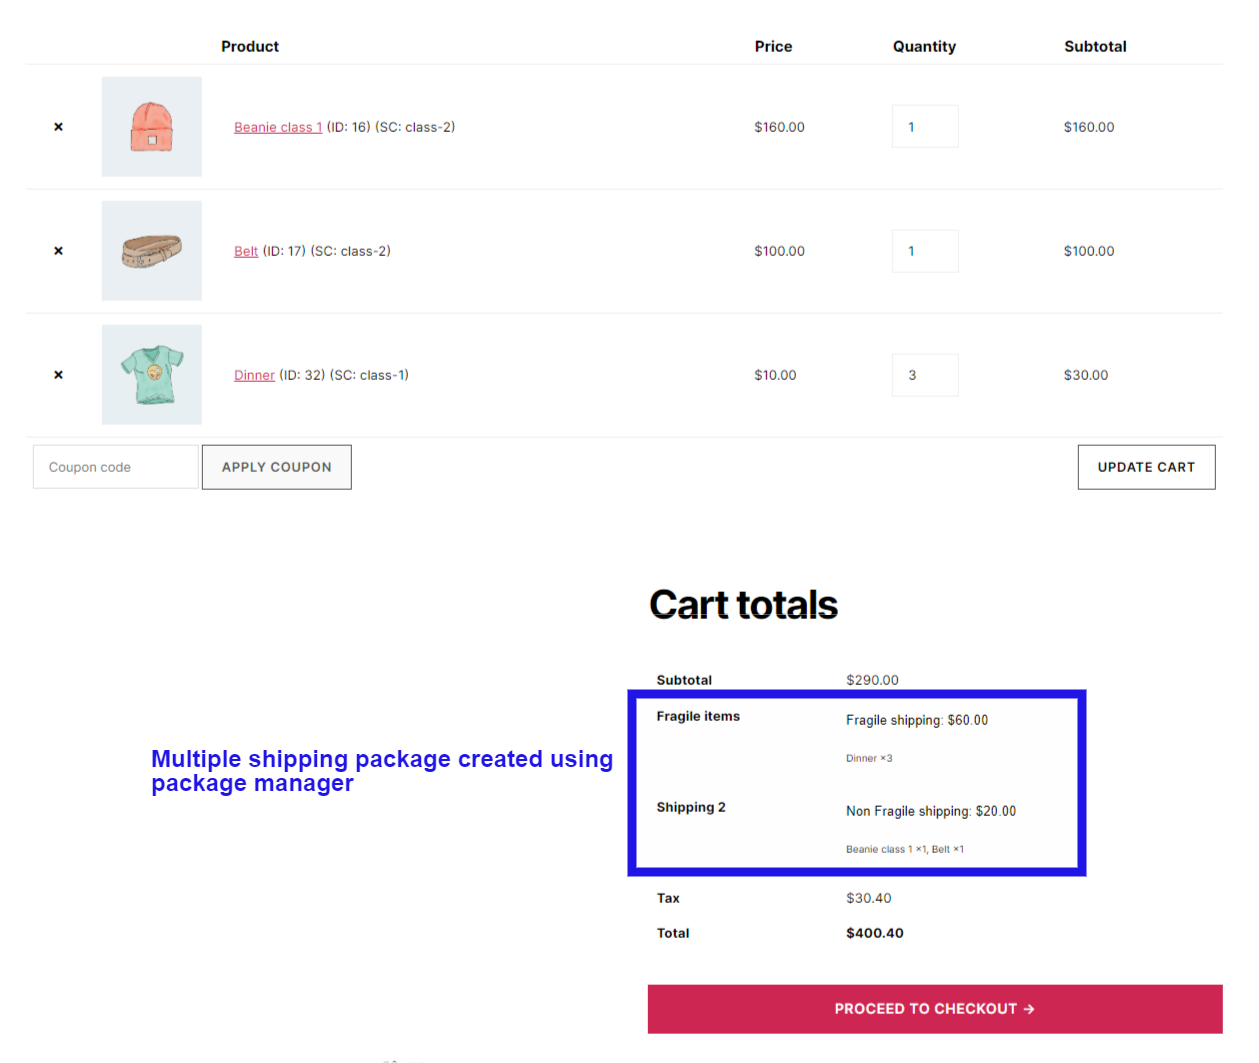 Product Price Quantity Subtotal
× Beanie class 1 (ID: 16) (SC: class-2) $160.00 1 $160.00
× Belt (ID: 17) (SC: class-2) $100.00 1 $100.00
× Dinner (ID: 32) (SC: class-1) $10.00 3 $30.00
Coupon code APPLY COUPON UPDATE CART
Cart totals
Subtotal $290.00
Fragile items Fragile shipping: $60.00
Dinner ×3
Multiple shipping package created using
package manager
Shipping 2 Non Fragile shipping: $20.00
Beanie class 1 ×1, Belt ×1
Tax $30.40
Total $400.40
PROCEED TO CHECKOUT →